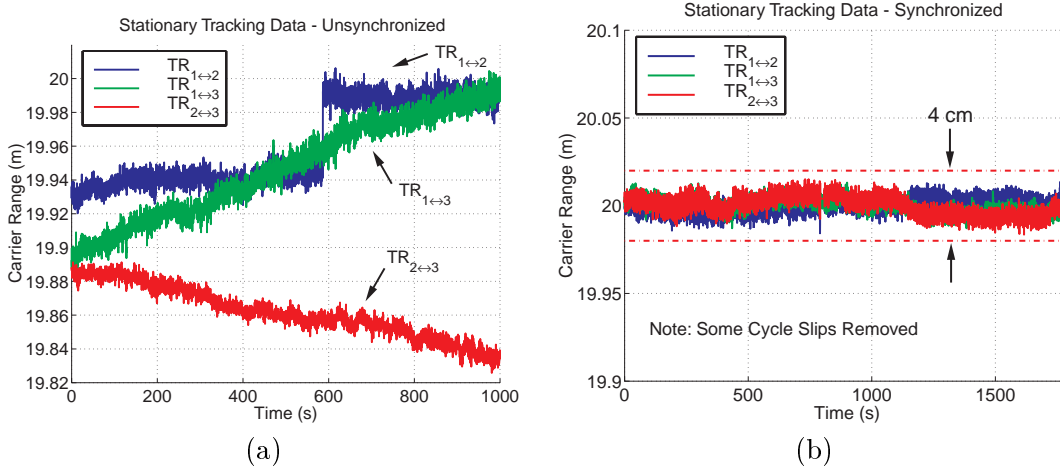 Stationary Tracking Data - Unsynchronized
TR1↔2
TR1↔3
TR2↔3
TR1↔2
TR1↔3
TR2↔3
20
19.98
19.96
19.94
19.92
19.9
19.88
19.86
19.84
19.82
Carrier Range (m)
0
200
400
600
800
1000
Time (s)
(a)
Stationary Tracking Data - Synchronized
TR1↔2
TR1↔3
TR2↔3
4 cm
Note: Some Cycle Slips Removed
20.1
20.05
20
19.95
19.9
Carrier Range (m)
0
500
1000
1500
Time (s)
(b)